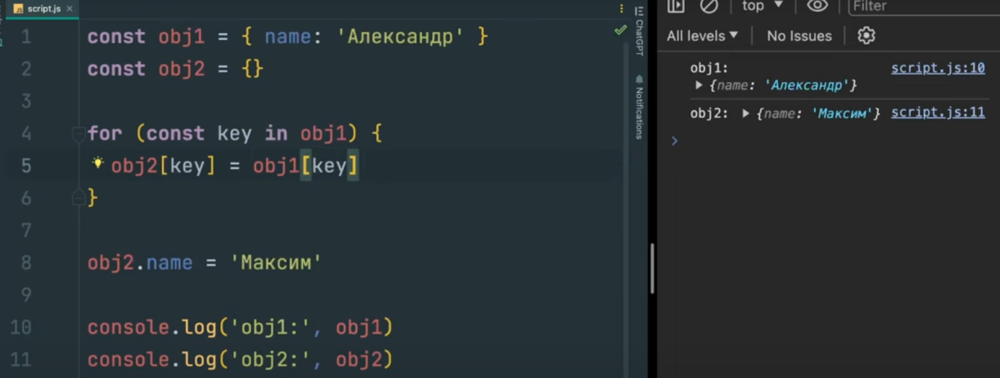 script.js ×
1 const obj1 = { name: 'Александр' }
2 const obj2 = {}
3
4 for (const key in obj1) {
5 obj2[key] = obj1[key]
6 }
7
8 obj2.name = 'Максим'
9
10 console.log('obj1:', obj1)
11 console.log('obj2:', obj2)
ChatGPT
Notifications
top ▼ Filter
All levels ▼ No Issues
obj1: script.js:10
▶ {name: 'Александр'}
obj2: ▶ {name: 'Максим'} script.js:11
>